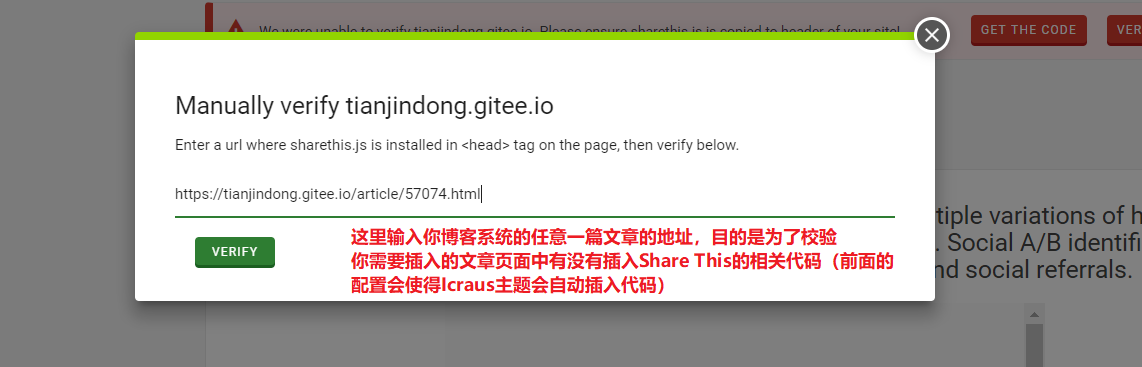 We were unable to verify tianjindong.gitee.io. Please ensure sharethis.js is copied to header of your site!
GET THE CODE
VER
Manually verify tianjindong.gitee.io
Enter a url where sharethis.js is installed in <head> tag on the page, then verify below.
https://tianjindong.gitee.io/article/57074.html
VERIFY
这里输入你博客系统的任意一篇文章的地址，目的是为了校验
你需要插入的文章页面中有没有插入Share This的相关代码（前面的
配置会使得Icraus主题会自动插入代码）
tiple variations of h
. Social A/B identifi
nd social referrals.